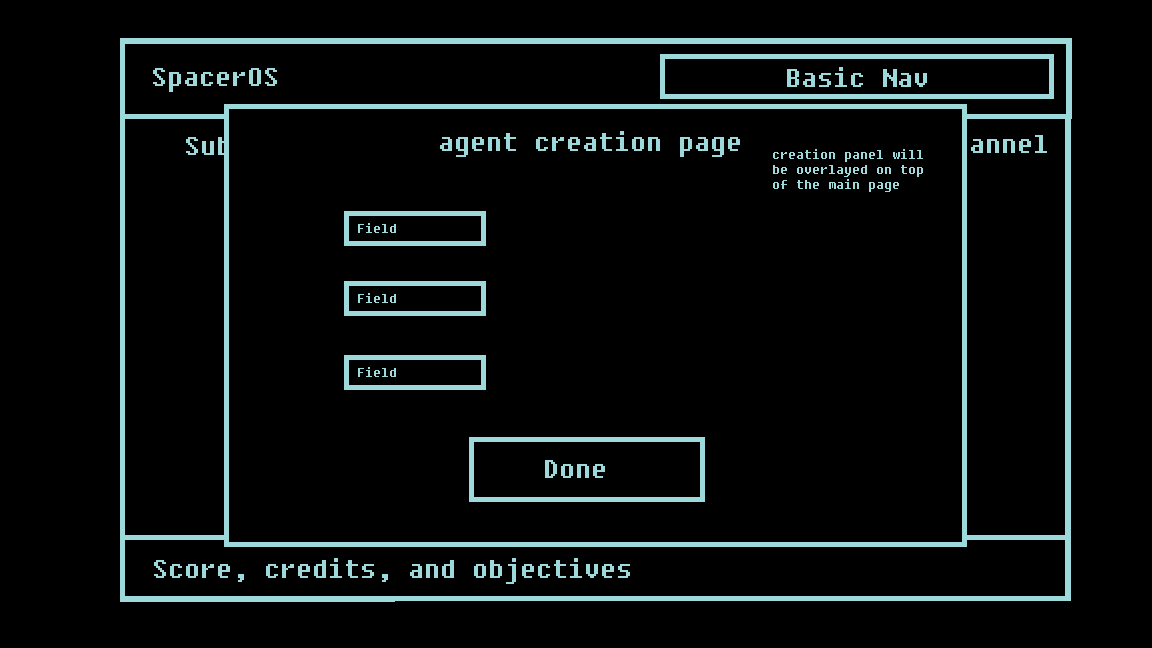 SpacerOS
Basic Nav
agent creation page
creation panel will
be overlayed on top
of the main page
Field
Field
Field
Done
Score, credits, and objectives